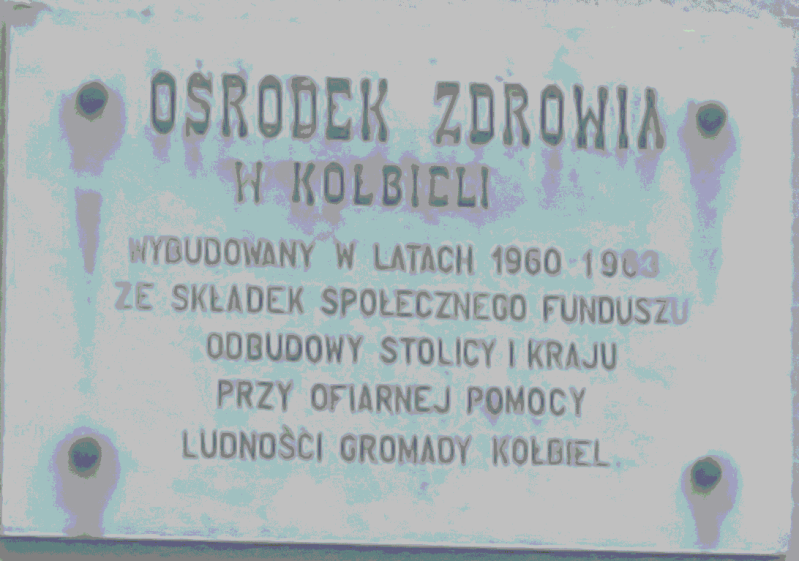 OŚRODEK ZDROWIA
W KOŁBIELI
WYBUDOWANY W LATACH 1960-1963
ZE SKŁADEK SPOŁECZNEGO FUNDUSZU
ODBUDOWY STOLICY I KRAJU
PRZY OFIARNEJ POMOCY
LUDNOŚCI GROMADY KOŁBIEL.